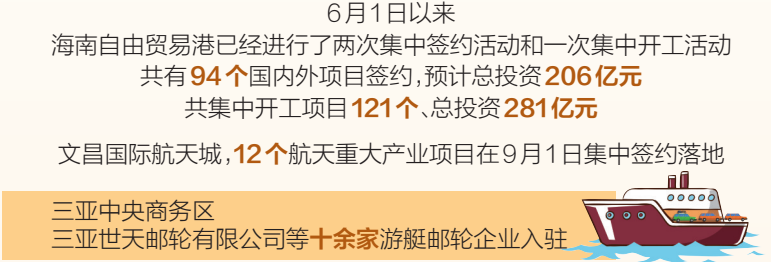 6月1日以来
海南自由贸易港已经进行了两次集中签约活动和一次集中开工活动
共有94个国内外项目签约,预计总投资206亿元
共集中开工项目121个、总投资281亿元
文昌国际航天城,12个航天重大产业项目在9月1日集中签约落地
三亚中央商务区
三亚世天邮轮有限公司等十余家游艇邮轮企业入驻